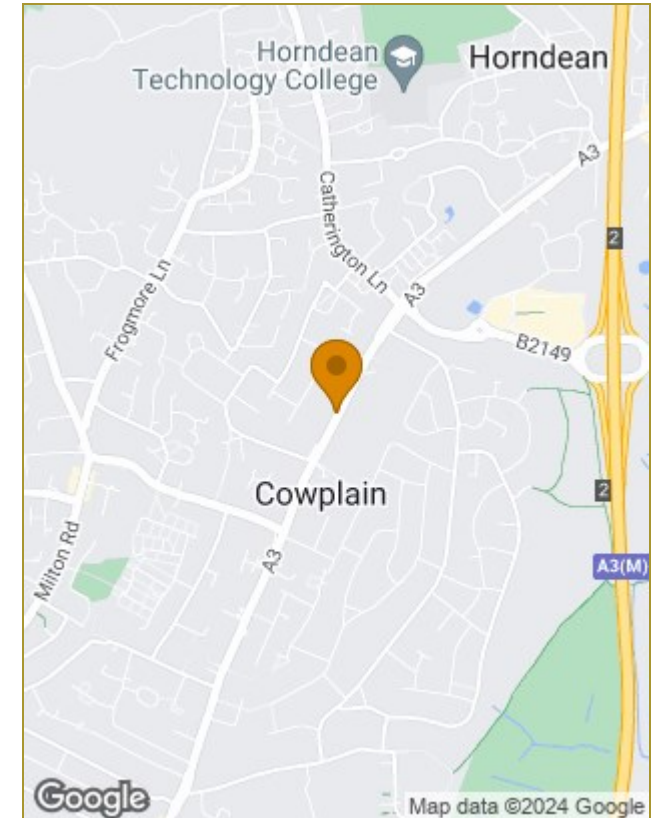 Horndean
Technology College
Horndean
A3
Catherington Ln
2
Frogmore Ln
A3
B2149
Cowplain
2
A3
Milton Rd
A3(M)
Google
Map data ©2024 Google